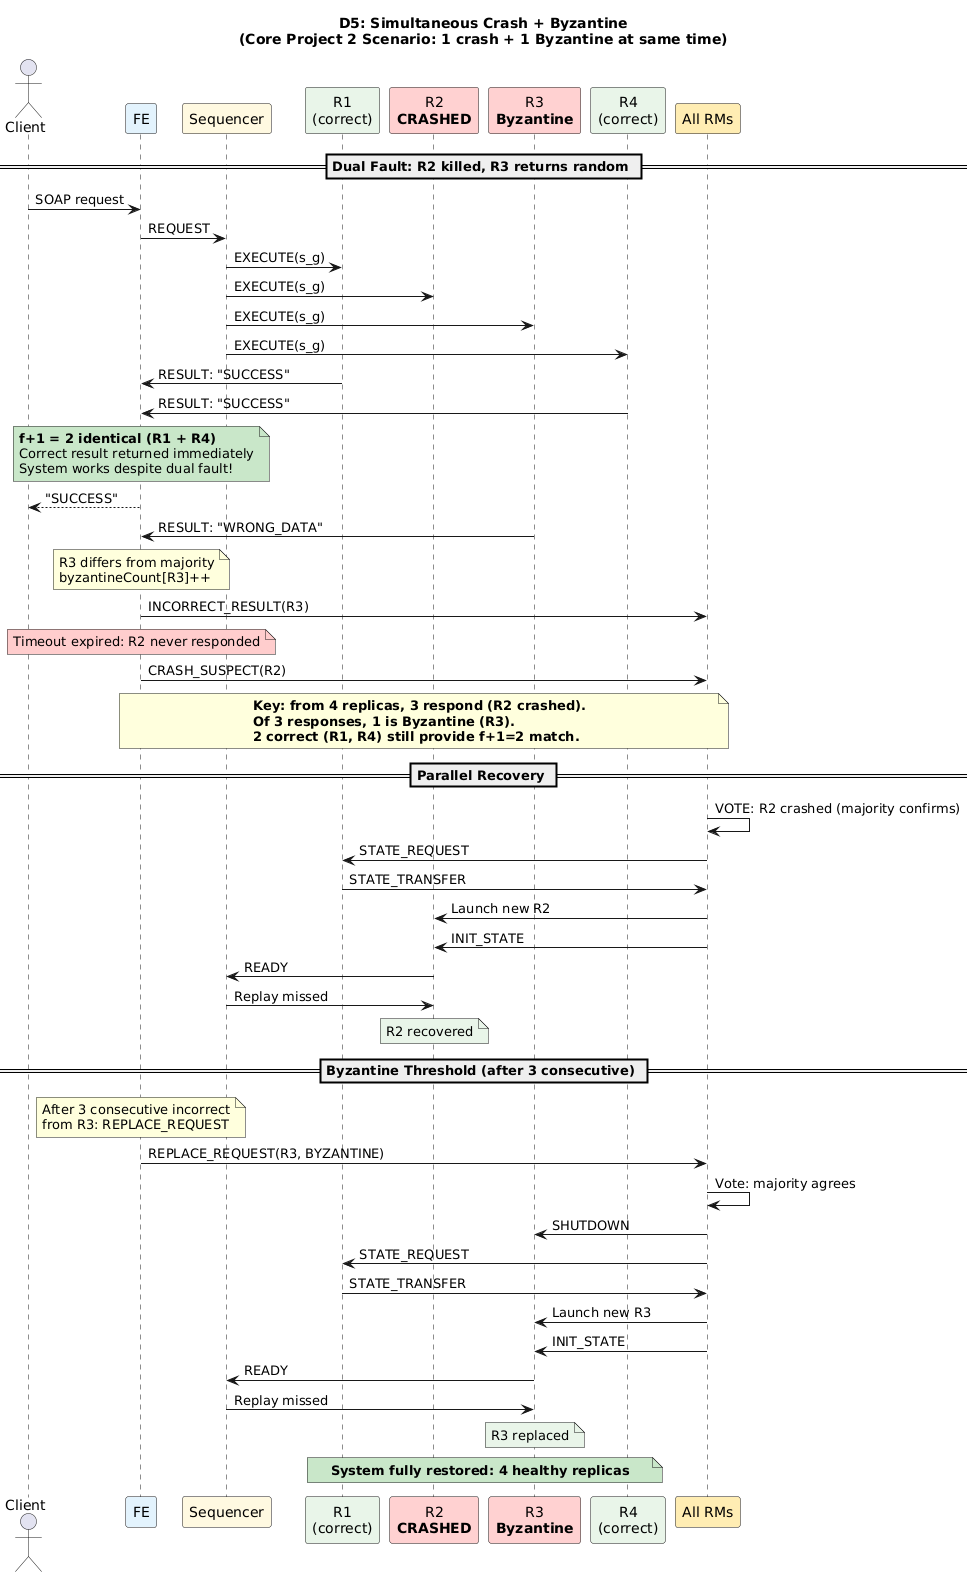 D5: Simultaneous Crash + Byzantine
(Core Project 2 Scenario: 1 crash + 1 Byzantine at same time)
Client
FE
Sequencer
R1
(correct)
R2
CRASHED
R3
Byzantine
R4
(correct)
All RMs
Dual Fault: R2 killed, R3 returns random
SOAP request
REQUEST
EXECUTE(s_g)
EXECUTE(s_g)
EXECUTE(s_g)
EXECUTE(s_g)
RESULT: "SUCCESS"
RESULT: "SUCCESS"
f+1 = 2 identical (R1 + R4)
Correct result returned immediately
System works despite dual fault!
"SUCCESS"
RESULT: "WRONG_DATA"
R3 differs from majority
byzantineCount[R3]++
INCORRECT_RESULT(R3)
Timeout expired: R2 never responded
CRASH_SUSPECT(R2)
Key: from 4 replicas, 3 respond (R2 crashed).
Of 3 responses, 1 is Byzantine (R3).
2 correct (R1, R4) still provide f+1=2 match.
Parallel Recovery
VOTE: R2 crashed (majority confirms)
STATE_REQUEST
STATE_TRANSFER
Launch new R2
INIT_STATE
READY
Replay missed
R2 recovered
Byzantine Threshold (after 3 consecutive)
After 3 consecutive incorrect
from R3: REPLACE_REQUEST
REPLACE_REQUEST(R3, BYZANTINE)
Vote: majority agrees
SHUTDOWN
STATE_REQUEST
STATE_TRANSFER
Launch new R3
INIT_STATE
READY
Replay missed
R3 replaced
System fully restored: 4 healthy replicas
Client
FE
Sequencer
R1
(correct)
R2
CRASHED
R3
Byzantine
R4
(correct)
All RMs